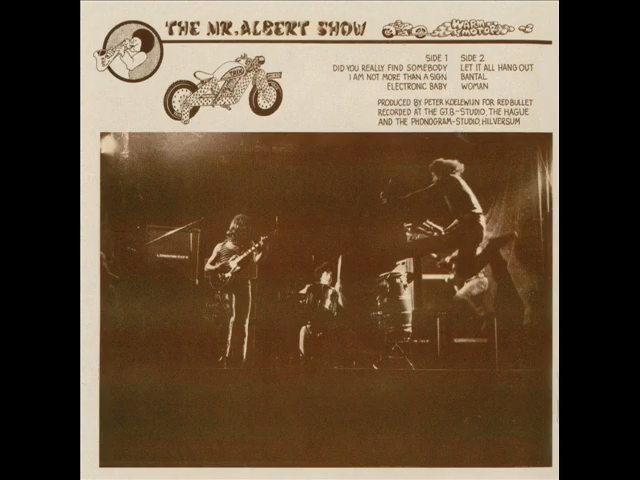 THE MR. ALBERT SHOW
WARM MOTOR
SIDE 1
DID YOU REALLY FIND SOMEBODY
I AM NOT MORE THAN A SIGN
ELECTRONIC BABY
SIDE 2
LET IT ALL HANG OUT
BANTAL
WOMAN
PRODUCED BY PETER KOELEWIJN FOR RED BULLET
RECORDED AT THE G.T.B-STUDIO, THE HAGUE
AND THE PHONOGRAM-STUDIO, HILVERSUM